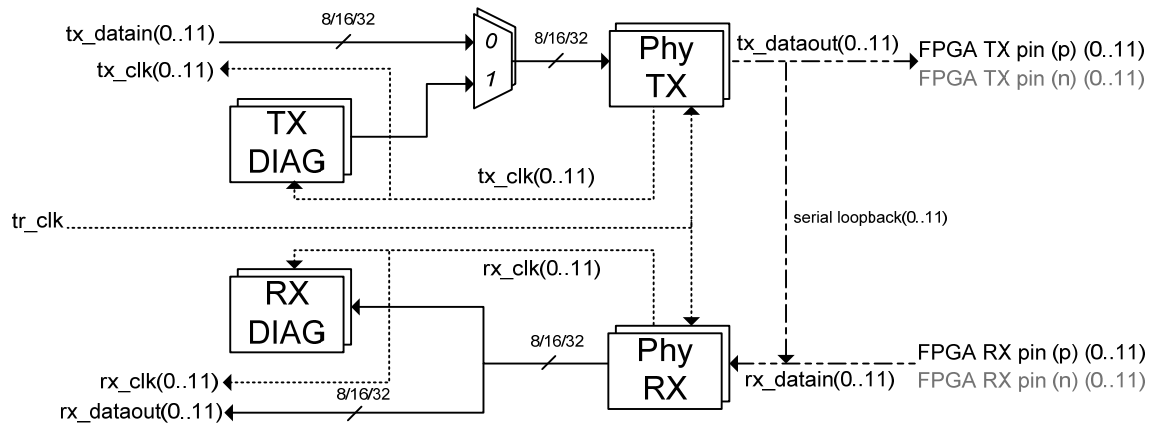 tx_datain(0..11)
8/16/32
0
1
8/16/32
Phy
TX
tx_dataout(0..11)
FPGA TX pin (p) (0..11)
FPGA TX pin (n) (0..11)
tx_clk(0..11)
TX
DIAG
tx_clk(0..11)
tr_clk
serial loopback(0..11)
rx_clk(0..11)
RX
DIAG
8/16/32
Phy
RX
FPGA RX pin (p) (0..11)
FPGA RX pin (n) (0..11)
rx_datain(0..11)
rx_clk(0..11)
8/16/32
rx_dataout(0..11)